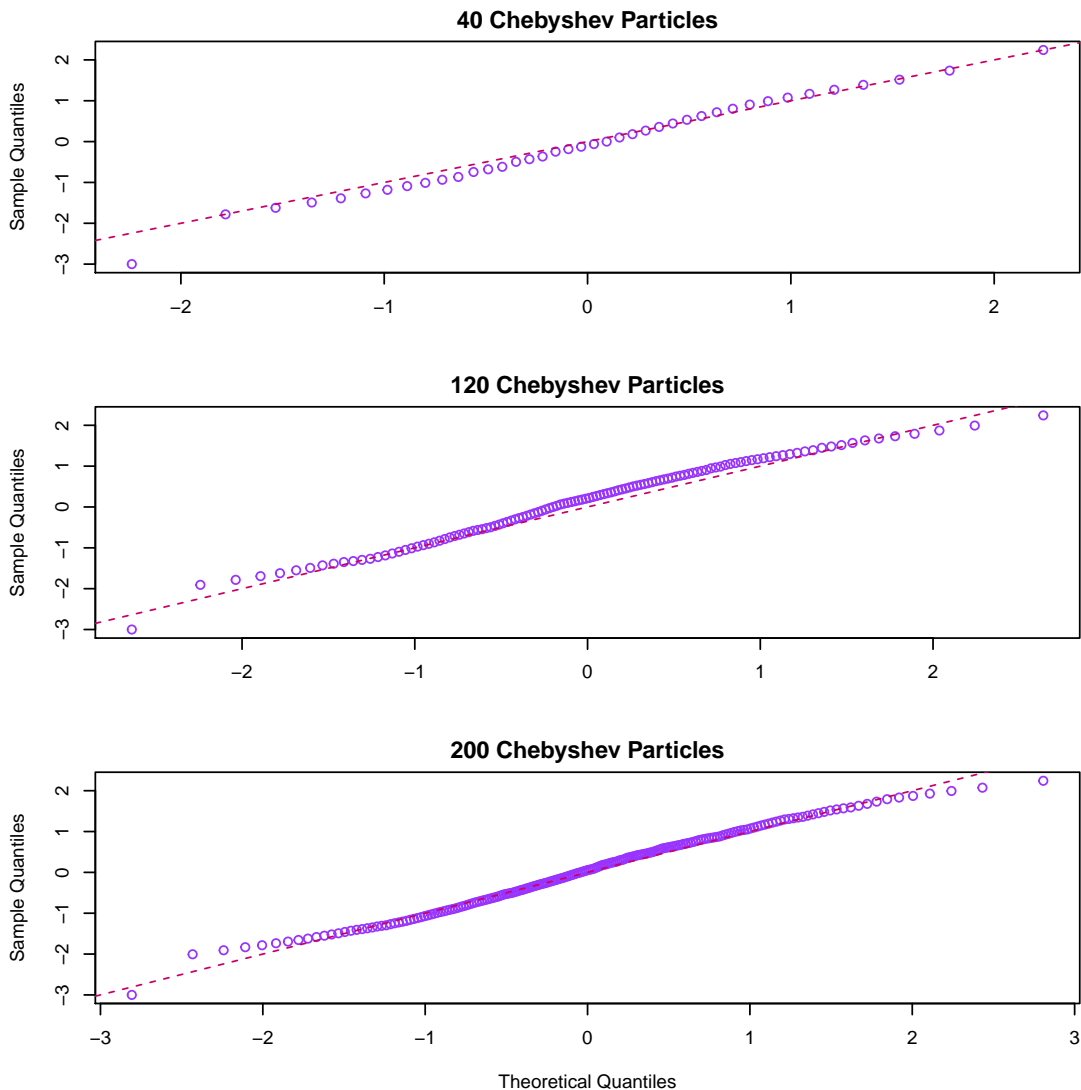 40 Chebyshev Particles
Sample Quantiles
2
1
0
−1
−2
−3
−2 −1 0 1 2
120 Chebyshev Particles
Sample Quantiles
2
1
0
−1
−2
−3
−2 −1 0 1 2
200 Chebyshev Particles
Sample Quantiles
2
1
0
−1
−2
−3
−3 −2 −1 0 1 2 3
Theoretical Quantiles